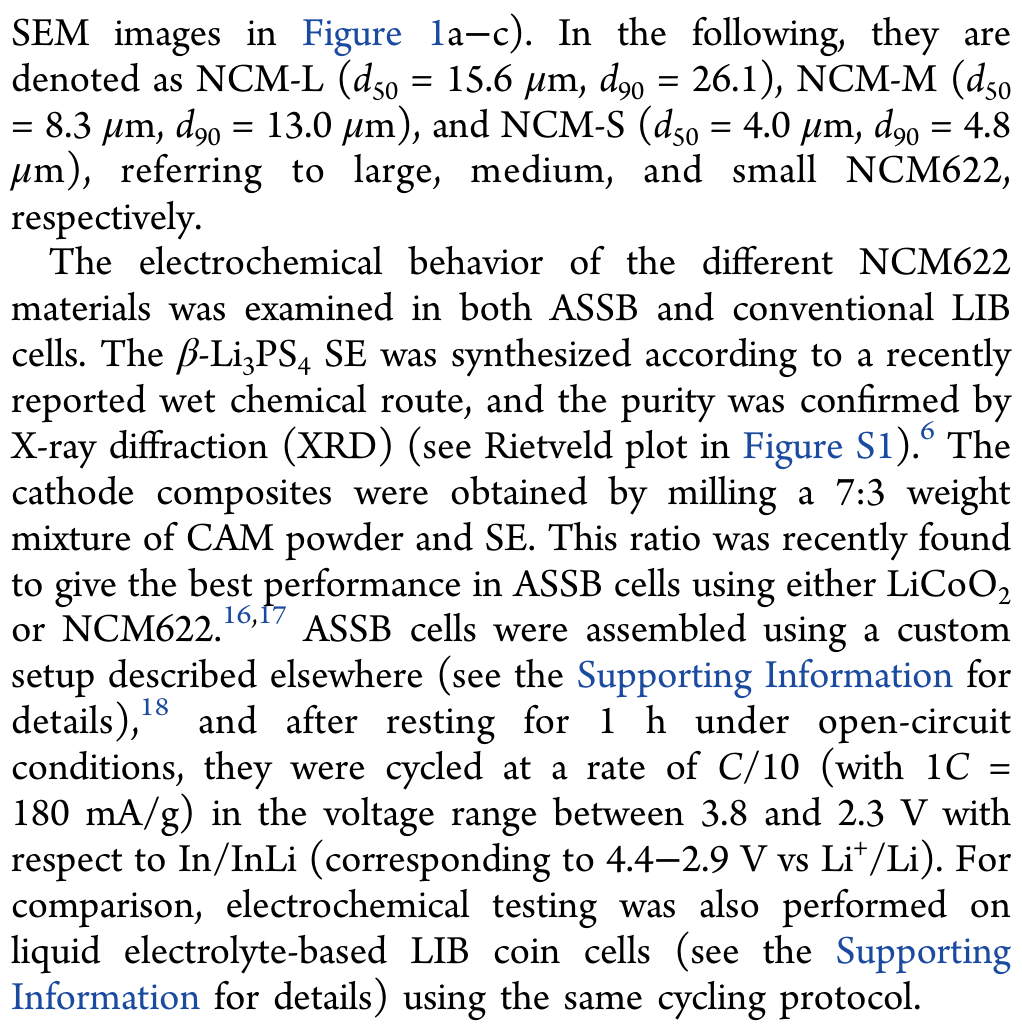 SEM images in Figure 1a−c). In the following, they are
denoted as NCM-L (d50 = 15.6 μm, d90 = 26.1), NCM-M (d50
= 8.3 μm, d90 = 13.0 μm), and NCM-S (d50 = 4.0 μm, d90 = 4.8
μm), referring to large, medium, and small NCM622,
respectively.
The electrochemical behavior of the different NCM622
materials was examined in both ASSB and conventional LIB
cells. The β-Li3PS4 SE was synthesized according to a recently
reported wet chemical route, and the purity was confirmed by
X-ray diffraction (XRD) (see Rietveld plot in Figure S1).6 The
cathode composites were obtained by milling a 7:3 weight
mixture of CAM powder and SE. This ratio was recently found
to give the best performance in ASSB cells using either LiCoO2
or NCM622.16,17 ASSB cells were assembled using a custom
setup described elsewhere (see the Supporting Information for
details),18 and after resting for 1 h under open-circuit
conditions, they were cycled at a rate of C/10 (with 1C =
180 mA/g) in the voltage range between 3.8 and 2.3 V with
respect to In/InLi (corresponding to 4.4−2.9 V vs Li+/Li). For
comparison, electrochemical testing was also performed on
liquid electrolyte-based LIB coin cells (see the Supporting
Information for details) using the same cycling protocol.